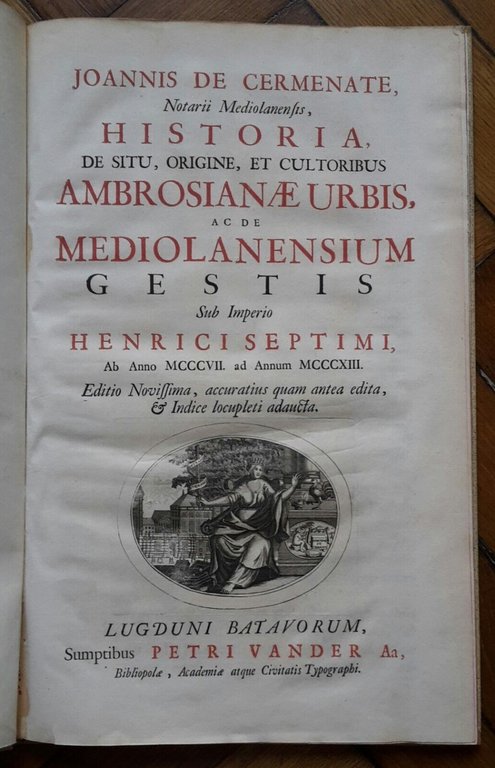 JOANNIS DE CERMENATE,
Notarii Mediolanenſis,
HISTORIA,
DE SITU, ORIGINE, ET CULTORIBUS
AMBROSIANÆ URBIS,
AC DE
MEDIOLANENSIUM
GESTIS
Sub Imperio
HENRICI SEPTIMI,
Ab Anno MCCCVII. ad Annum MCCCXIII.
Editio Noviſſima, accuratius quam antea edita,
& Indice locupleti adaucta.
LUGDUNI BATAVORUM,
Sumptibus PETRI VANDER Aa,
Bibliopolæ, Academiæ atque Civitatis Typographi.